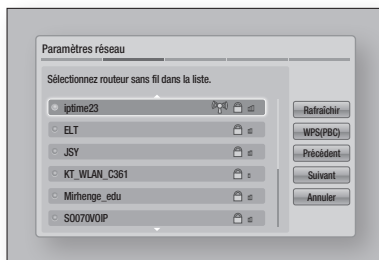 Paramètres réseau
Sélectionnez routeur sans fil dans la liste.
iptime23
ELT
JSY
KT_WLAN_C361
Mirhenge_edu
SO070VOIP
Rafraîchir
WPS(PBC)
Précédent
Suivant
Annuler